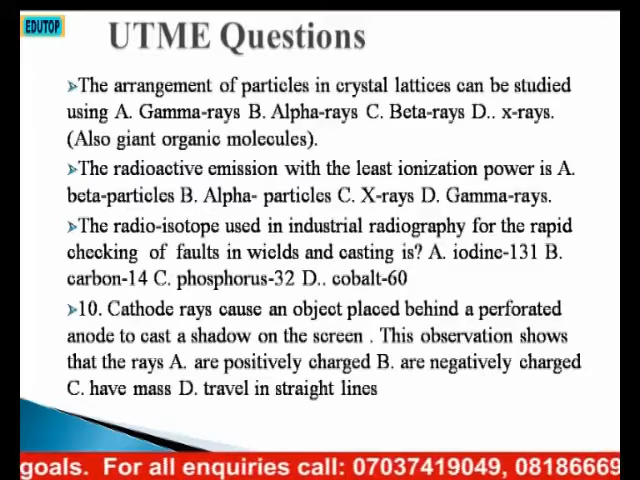 EDUTOP
UTME Questions
➢The arrangement of particles in crystal lattices can be studied
using A. Gamma-rays B. Alpha-rays C. Beta-rays D.. x-rays.
(Also giant organic molecules).
➢The radioactive emission with the least ionization power is A.
beta-particles B. Alpha- particles C. X-rays D. Gamma-rays.
➢The radio-isotope used in industrial radiography for the rapid
checking of faults in wields and casting is? A. iodine-131 B.
carbon-14 C. phosphorus-32 D.. cobalt-60
➢10. Cathode rays cause an object placed behind a perforated
anode to cast a shadow on the screen . This observation shows
that the rays A. are positively charged B. are negatively charged
C. have mass D. travel in straight lines
goals. For all enquiries call: 07037419049, 08186669